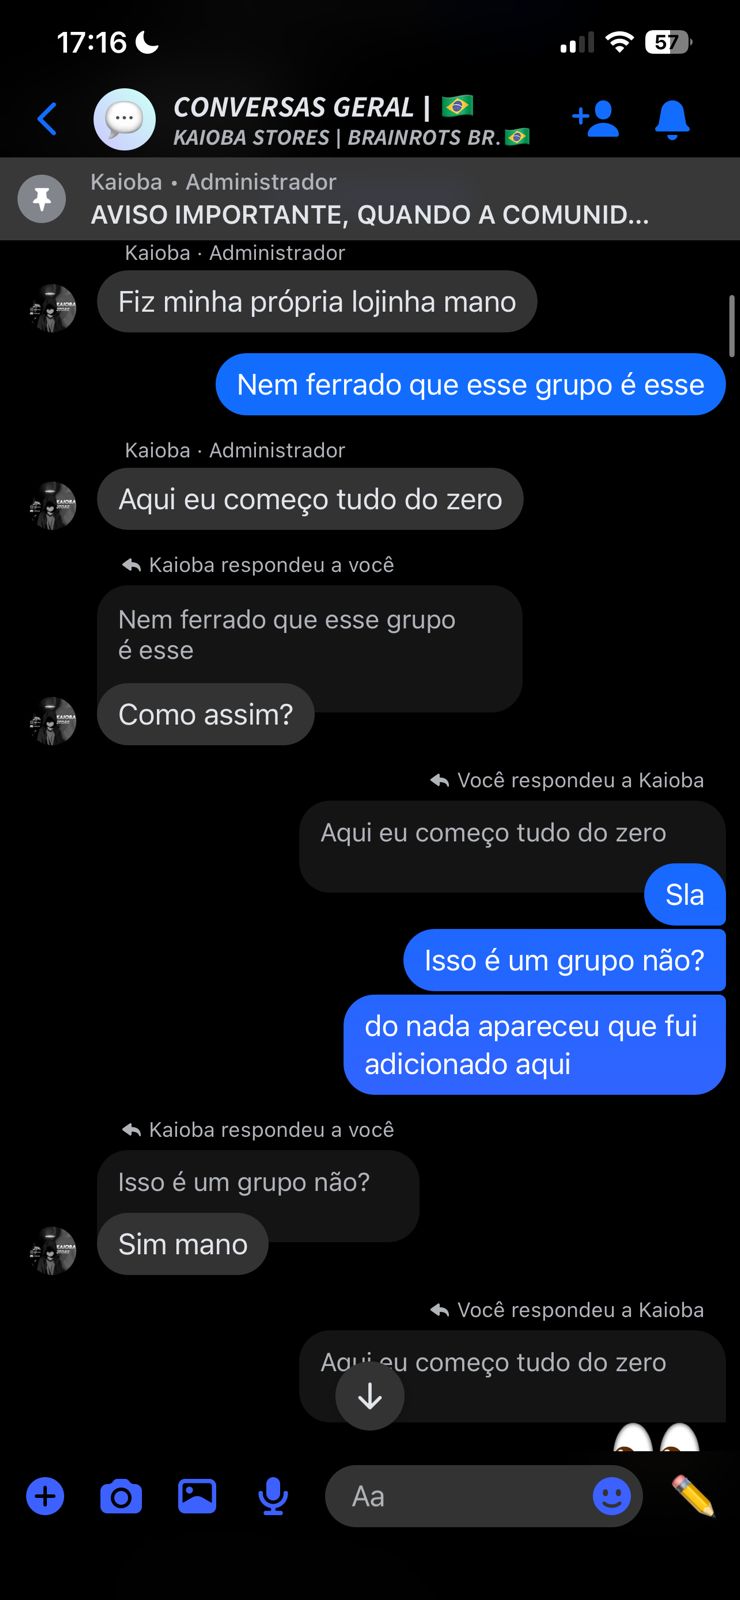 17:16
57
CONVERSAS GERAL | 🇧🇷
KAIOBA STORES | BRAINROTS BR.🇧🇷
Kaioba • Administrador
AVISO IMPORTANTE, QUANDO A COMUNID...
Kaioba · Administrador
Fiz minha própria lojinha mano
Nem ferrado que esse grupo é esse
Kaioba · Administrador
Aqui eu começo tudo do zero
Kaioba respondeu a você
Nem ferrado que esse grupo
é esse
Como assim?
Você respondeu a Kaioba
Aqui eu começo tudo do zero
Sla
Isso é um grupo não?
do nada apareceu que fui
adicionado aqui
Kaioba respondeu a você
Isso é um grupo não?
Sim mano
Você respondeu a Kaioba
Aqui eu começo tudo do zero
Aa